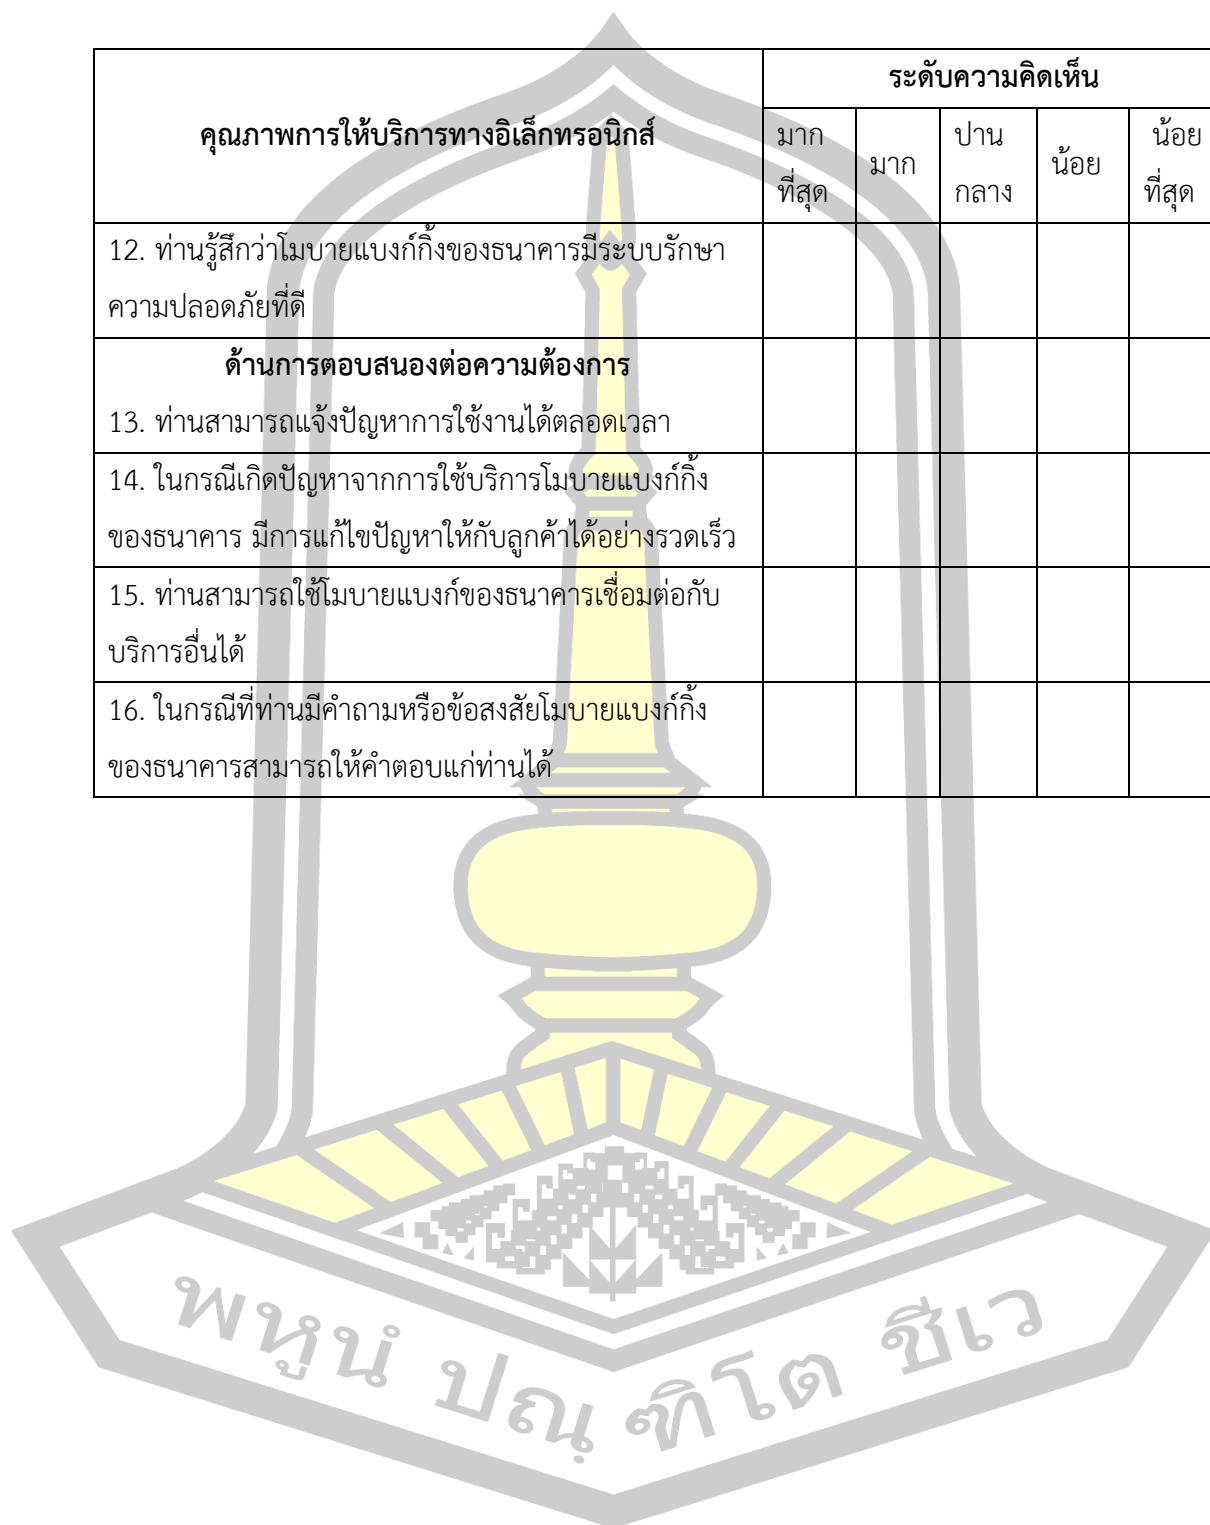 คุณภาพการให้บริการทางอิเล็กทรอนิกส์
ระดับความคิดเห็น
มาก
ที่สุด
มาก
ปาน
กลาง
น้อย
น้อย
ที่สุด
12. ท่านรู้สึกว่าโมบายแบงก์กิ้งของธนาคารมีระบบรักษา
ความปลอดภัยที่ดี
ด้านการตอบสนองต่อความต้องการ
13. ท่านสามารถแจ้งปัญหาการใช้งานได้ตลอดเวลา
14. ในกรณีเกิดปัญหาจากการใช้บริการโมบายแบงก์กิ้ง
ของธนาคาร มีการแก้ไขปัญหาให้กับลูกค้าได้อย่างรวดเร็ว
15. ท่านสามารถใช้โมบายแบงก์ของธนาคารเชื่อมต่อกับ
บริการอื่นได้
16. ในกรณีที่ท่านมีคำถามหรือข้อสงสัยโมบายแบงก์กิ้ง
ของธนาคารสามารถให้คำตอบแก่ท่านได้
พหูนํ ปณฺฑิโต ชีเว